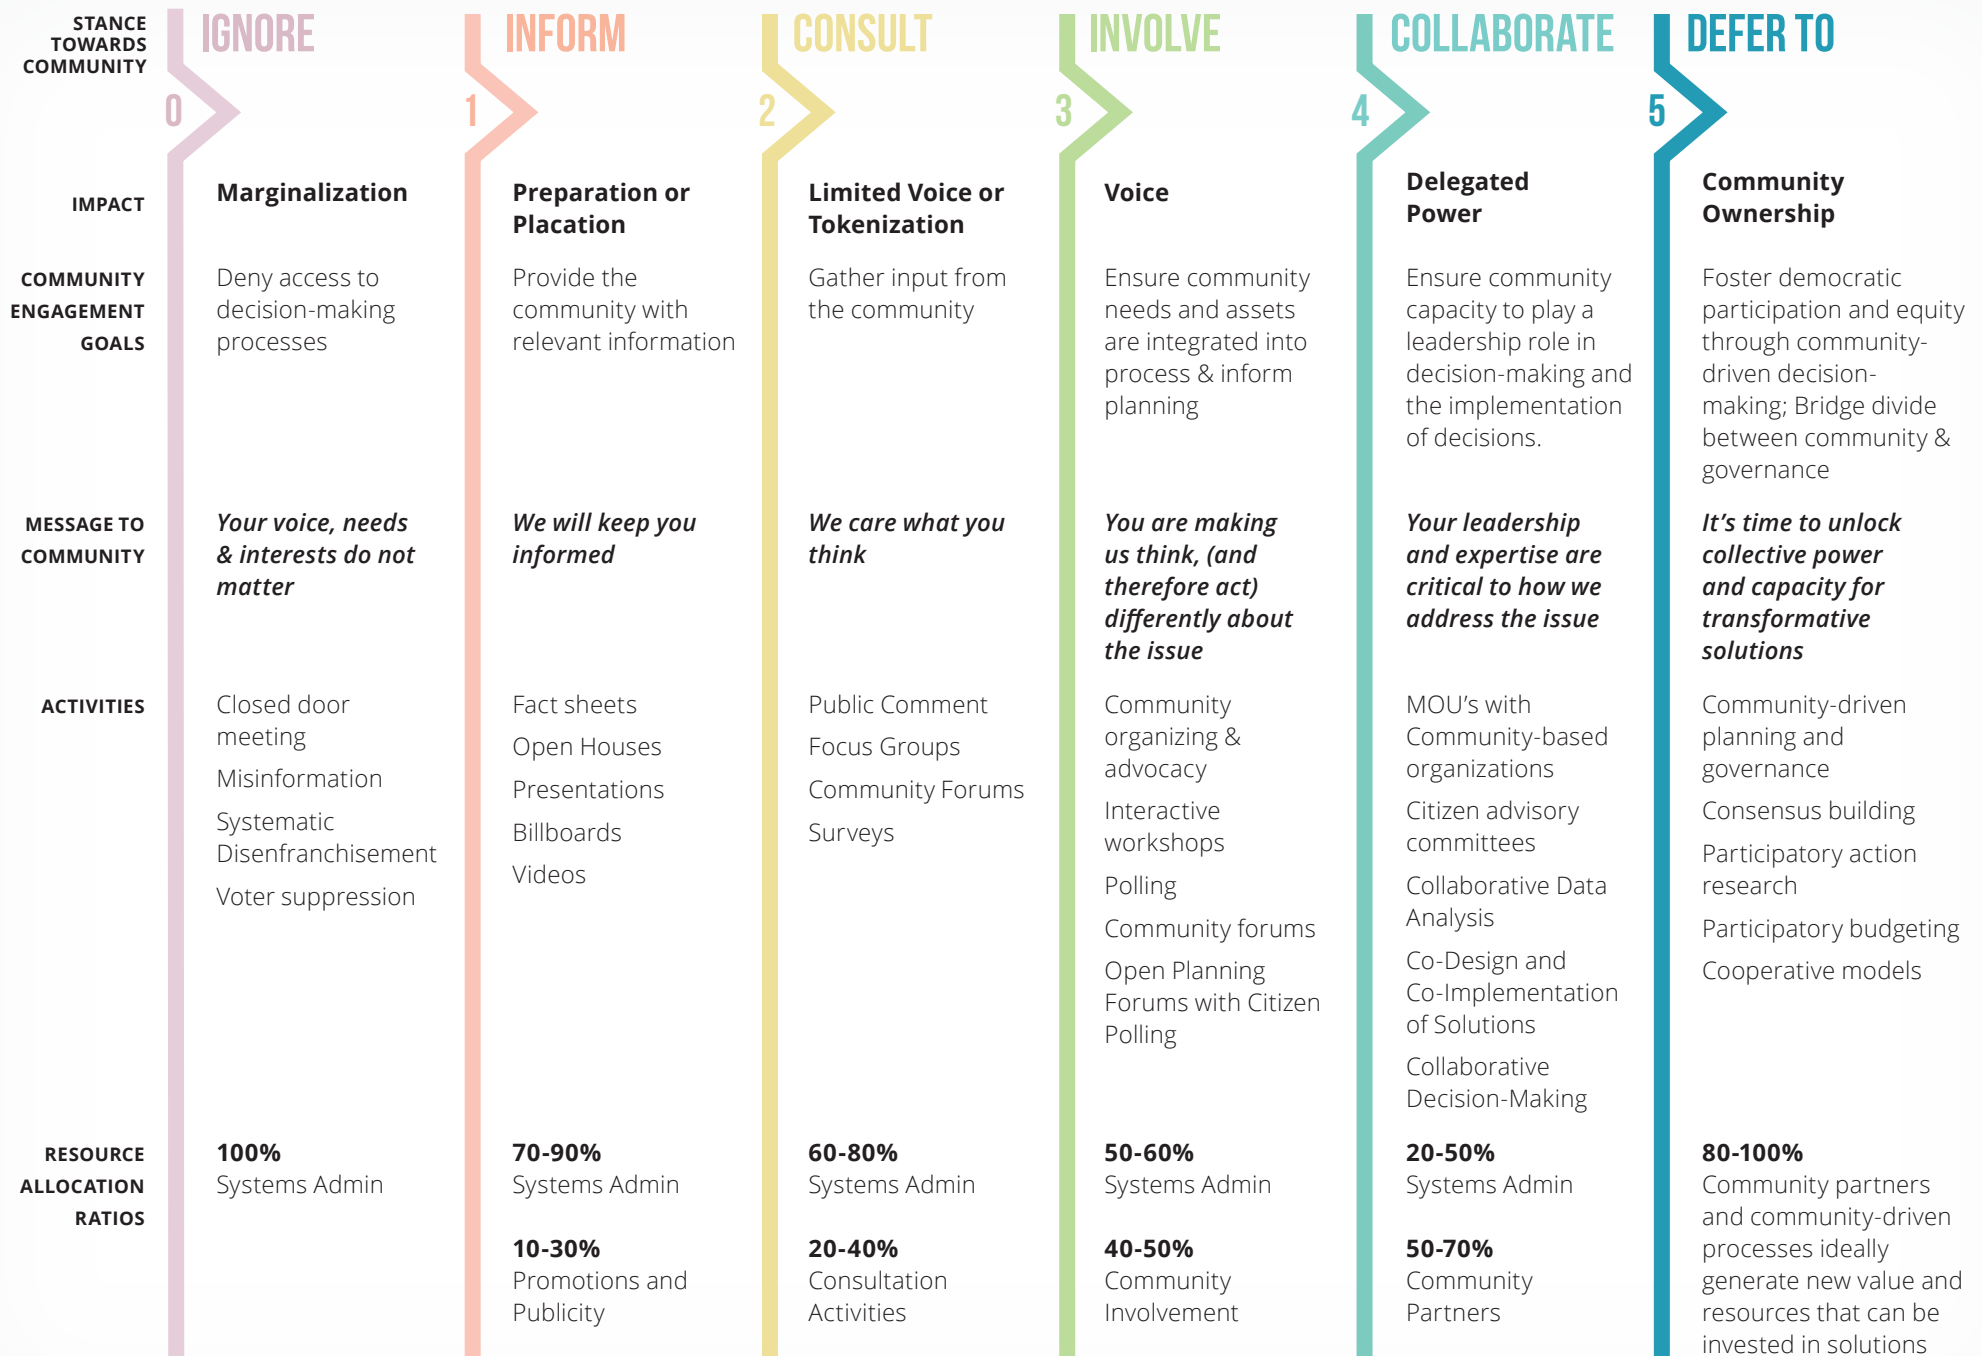 STANCE
TOWARDS
COMMUNITY
IGNORE
INFORM
CONSULT
INVOLVE
COLLABORATE
DEFER TO
0
1
2
3
4
5
IMPACT
Marginalization
Preparation or
Placation
Limited Voice or
Tokenization
Voice
Delegated
Power
Community
Ownership
COMMUNITY
ENGAGEMENT
GOALS
Deny access to
decision-making
processes
Provide the
community with
relevant information
Gather input from
the community
Ensure community
needs and assets
are integrated into
process & inform
planning
Ensure community
capacity to play a
leadership role in
decision-making and
the implementation
of decisions.
Foster democratic
participation and equity
through community-
driven decision-
making; Bridge divide
between community &
governance
MESSAGE TO
COMMUNITY
Your voice, needs
& interests do not
matter
We will keep you
informed
We care what you
think
You are making
us think, (and
therefore act)
differently about
the issue
Your leadership
and expertise are
critical to how we
address the issue
It's time to unlock
collective power
and capacity for
transformative
solutions
ACTIVITIES
Closed door
meeting
Misinformation
Systematic
Disenfranchisement
Voter suppression
Fact sheets
Open Houses
Presentations
Billboards
Videos
Public Comment
Focus Groups
Community Forums
Surveys
Community
organizing &
advocacy
Interactive
workshops
Polling
Community forums
Open Planning
Forums with Citizen
Polling
MOU's with
Community-based
organizations
Citizen advisory
committees
Collaborative Data
Analysis
Co-Design and
Co-Implementation
of Solutions
Collaborative
Decision-Making
Community-driven
planning and
governance
Consensus building
Participatory action
research
Participatory budgeting
Cooperative models
RESOURCE
ALLOCATION
RATIOS
100%
Systems Admin
70-90%
Systems Admin
10-30%
Promotions and
Publicity
60-80%
Systems Admin
20-40%
Consultation
Activities
50-60%
Systems Admin
40-50%
Community
Involvement
20-50%
Systems Admin
50-70%
Community
Partners
80-100%
Community partners
and community-driven
processes ideally
generate new value and
resources that can be
invested in solutions